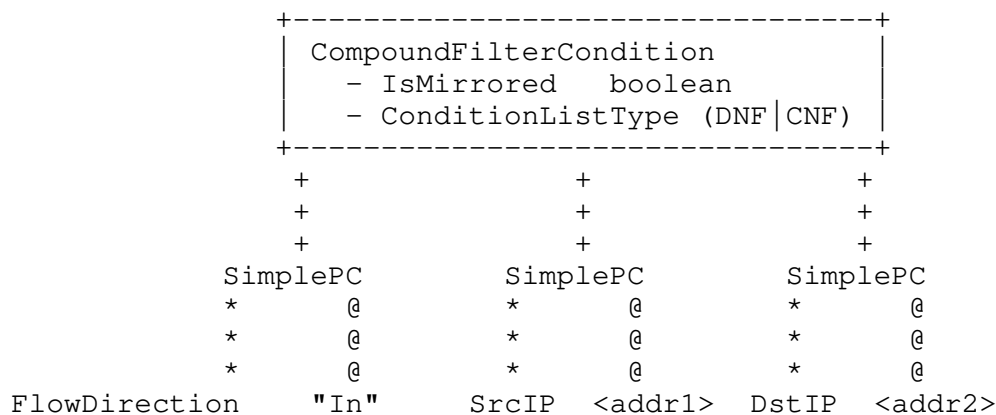 +---------------------------------+
| CompoundFilterCondition         |
|   - IsMirrored   boolean        |
|   - ConditionListType (DNF|CNF) |
+---------------------------------+
+ + +
+ + +
+ + +
SimplePC SimplePC SimplePC
* @ * @ * @
* @ * @ * @
* @ * @ * @
FlowDirection "In" SrcIP <addr1> DstIP <addr2>